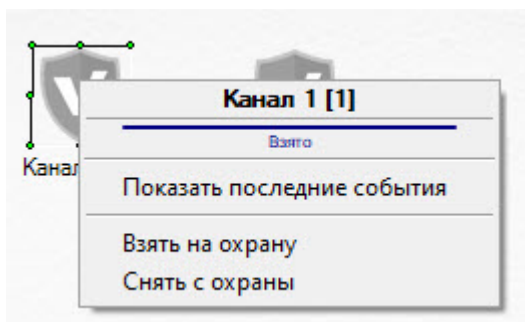 Канал 1 [1]
Взято
Канал
Показать последние события
Взять на охрану
Снять с охраны